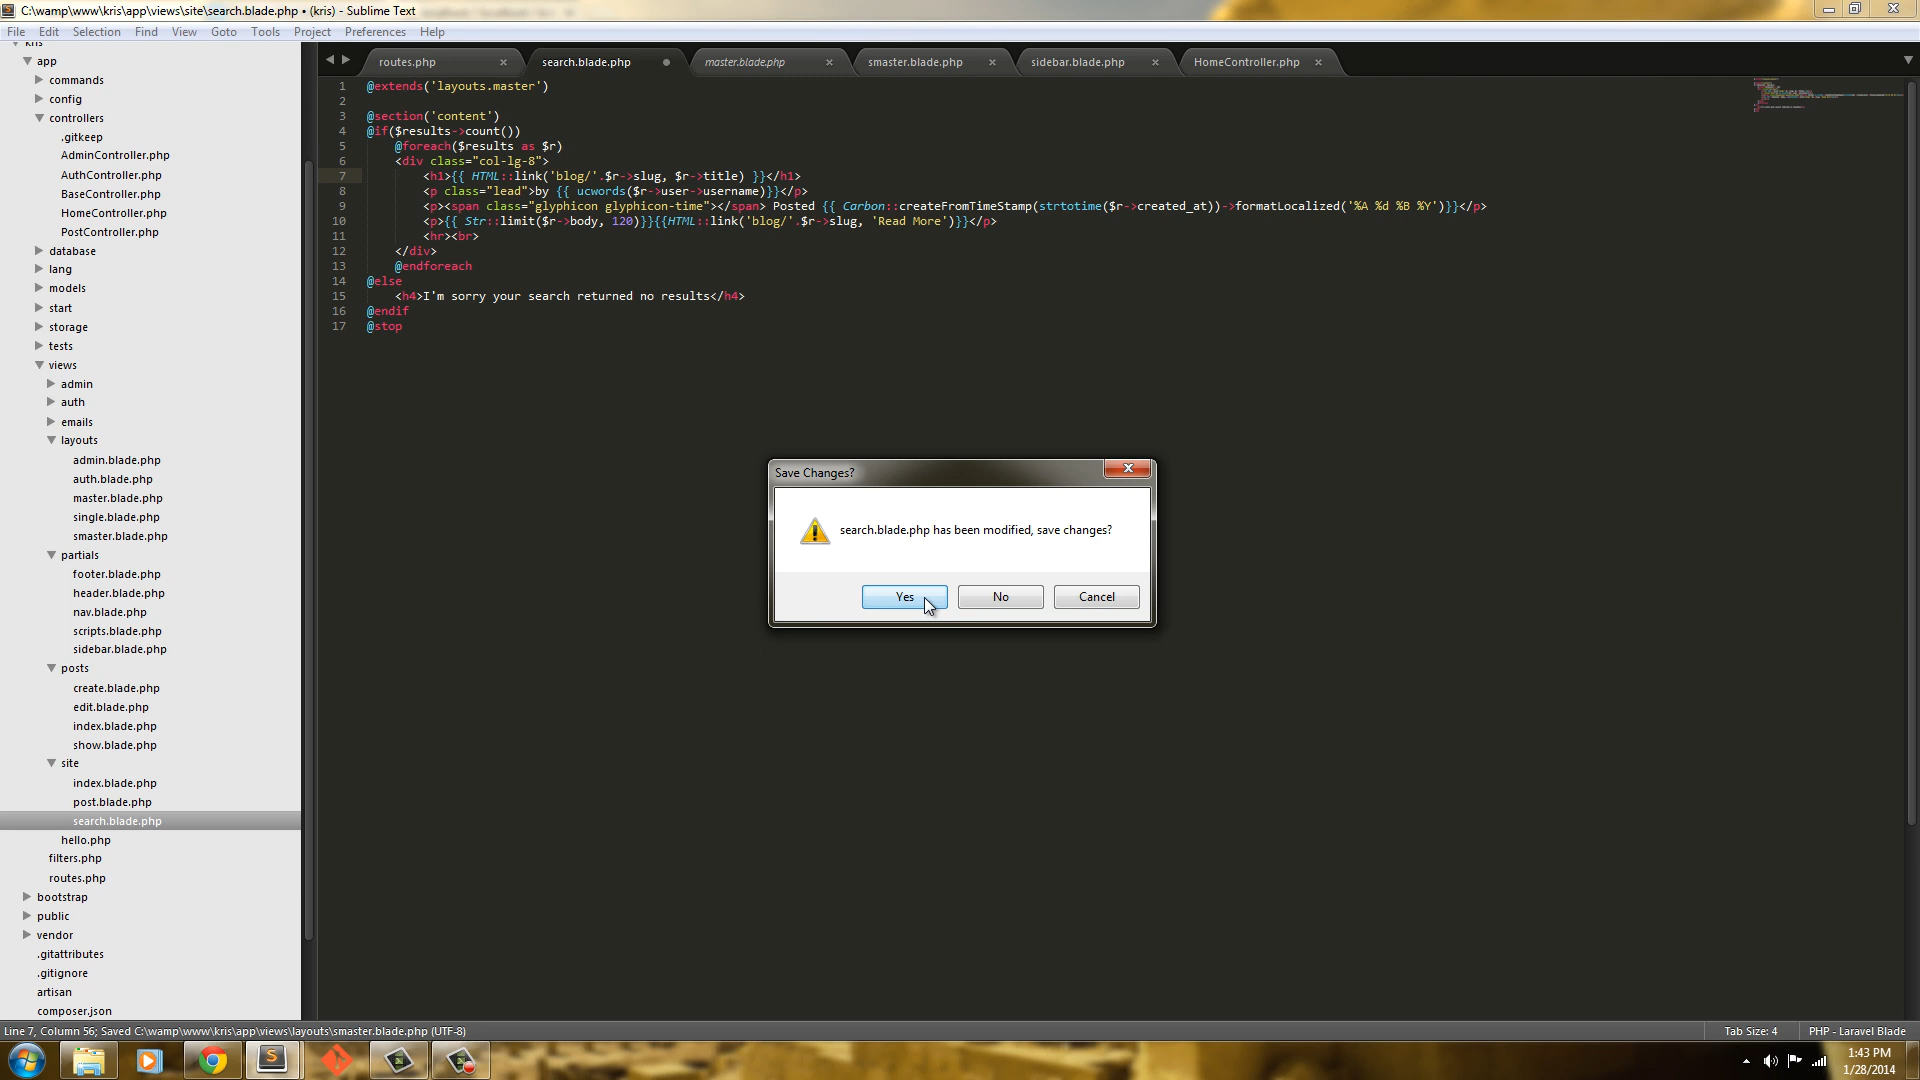 C:\wamp\www\kris\app\views\site\search.blade.php • (kris) - Sublime Text
File Edit Selection Find View Goto Tools Project Preferences Help
kris
app
commands
config
controllers
.gitkeep
AdminController.php
AuthController.php
BaseController.php
HomeController.php
PostController.php
database
lang
models
start
storage
tests
views
admin
auth
emails
layouts
admin.blade.php
auth.blade.php
master.blade.php
single.blade.php
smaster.blade.php
partials
footer.blade.php
header.blade.php
nav.blade.php
scripts.blade.php
sidebar.blade.php
posts
create.blade.php
edit.blade.php
index.blade.php
show.blade.php
site
index.blade.php
post.blade.php
search.blade.php
hello.php
filters.php
routes.php
bootstrap
public
vendor
.gitattributes
.gitignore
artisan
composer.json
routes.php search.blade.php master.blade.php smaster.blade.php sidebar.blade.php HomeController.php
1 @extends('layouts.master')
2
3 @section('content')
4 @if($results->count())
5 @foreach($results as $r)
6 <div class="col-lg-8">
7 <h1>{{ HTML::link('blog/'.$r->slug, $r->title) }}</h1>
8 <p class="lead">by {{ ucwords($r->user->username)}}</p>
9 <p><span class="glyphicon glyphicon-time"></span> Posted {{ Carbon::createFromTimeStamp(strtotime($r->created_at))->formatLocalized('%A %d %B %Y')}}</p>
10 <p>{{ Str::limit($r->body, 120)}}{{HTML::link('blog/'.$r->slug, 'Read More')}}</p>
11 <hr><br>
12 </div>
13 @endforeach
14 @else
15 <h4>I'm sorry your search returned no results</h4>
16 @endif
17 @stop
Save Changes?
search.blade.php has been modified, save changes?
Yes No Cancel
Line 7, Column 56; Saved C:\wamp\www\kris\app\views\layouts\smaster.blade.php (UTF-8)
Tab Size: 4 PHP - Laravel Blade
1:43 PM
1/28/2014